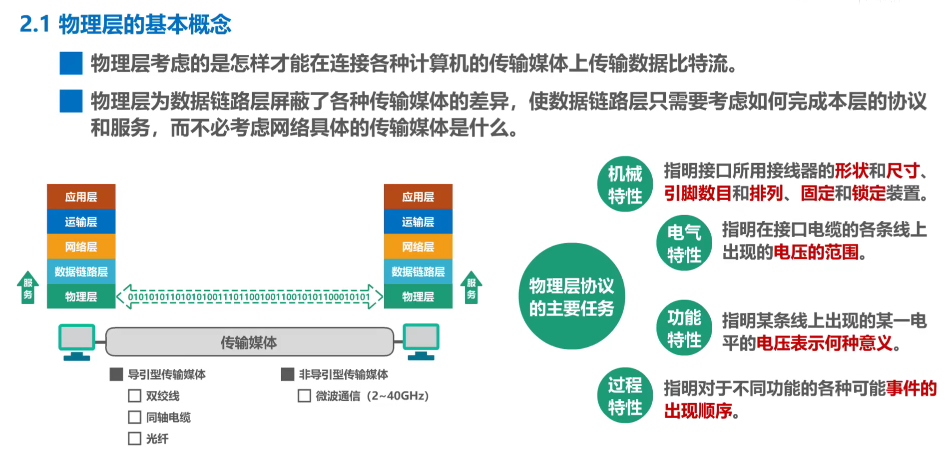 2.1 物理层的基本概念
物理层考虑的是怎样才能在连接各种计算机的传输媒体上传输数据比特流。
物理层为数据链路层屏蔽了各种传输媒体的差异，使数据链路层只需要考虑如何完成本层的协议
和服务，而不必考虑网络具体的传输媒体是什么。
应用层
运输层
网络层
数据链路层
物理层
服务
010101011010101001110110010011001010110001010101
应用层
运输层
网络层
数据链路层
物理层
服务
传输媒体
导引型传输媒体
双绞线
同轴电缆
光纤
非导引型传输媒体
微波通信（2~40GHz）
物理层协议
的主要任务
机械
特性
指明接口所用接线器的形状和尺寸、
引脚数目和排列、固定和锁定装置。
电气
特性
指明在接口电缆的各条线上
出现的电压的范围。
功能
特性
指明某条线上出现的某一电
平的电压表示何种意义。
过程
特性
指明对于不同功能的各种可能事件的
出现顺序。